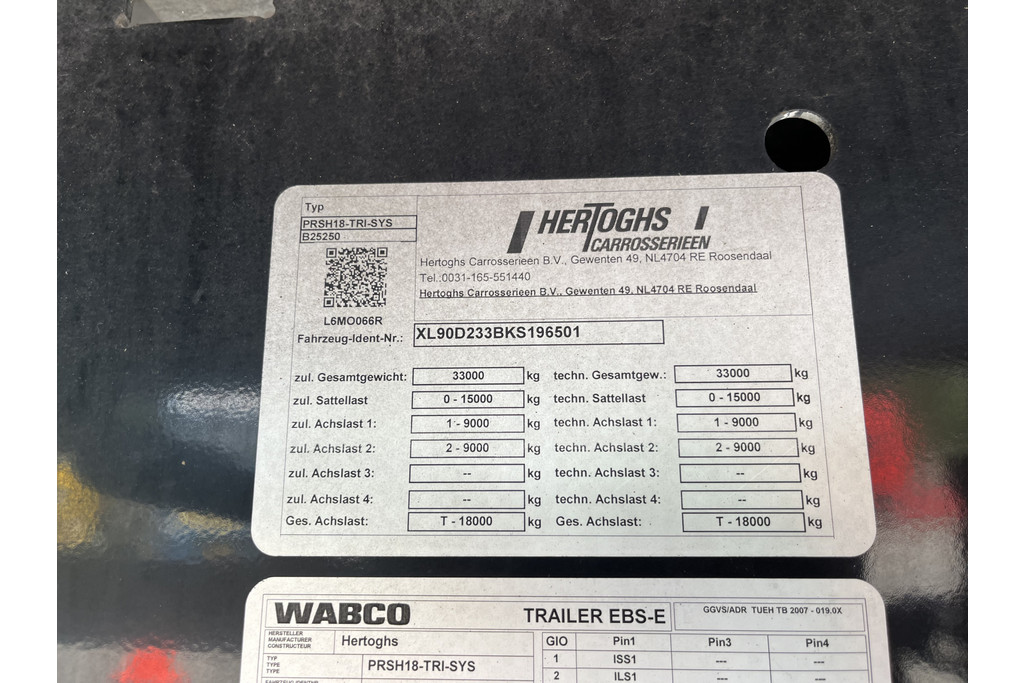 Typ
PRSH18-TRI-SYS
B25250
HERTOGHS
CARROSSERIEEN
Hertoghs Carrosserieen B.V., Gewenten 49, NL4704 RE Roosendaal
Tel.:0031-165-551440
Hertoghs Carrosserieen B.V., Gewenten 49, NL4704 RE Roosendaal
L6MO066R
Fahrzeug-Ident-Nr.: XL90D233BKS196501
zul. Gesamtgewicht: 33000 kg techn. Gesamtgew.: 33000 kg
zul. Sattellast 0 - 15000 kg techn. Sattellast 0 - 15000 kg
zul. Achslast 1: 1 - 9000 kg techn. Achslast 1: 1 - 9000 kg
zul. Achslast 2: 2 - 9000 kg techn. Achslast 2: 2 - 9000 kg
zul. Achslast 3: -- kg techn. Achslast 3: -- kg
zul. Achslast 4: -- kg techn. Achslast 4: -- kg
Ges. Achslast: T - 18000 kg Ges. Achslast: T - 18000 kg
WABCO TRAILER EBS-E GGVS/ADR TUEH TB 2007 - 019.0X
HERSTELLER
MANUFACTURER
CONSTRUCTEUR
Hertoghs
GIO Pin1 Pin3 Pin4
TYP
TYPE
TYPE
PRSH18-TRI-SYS
1 ISS1 --- ---
2 ILS1 --- ---